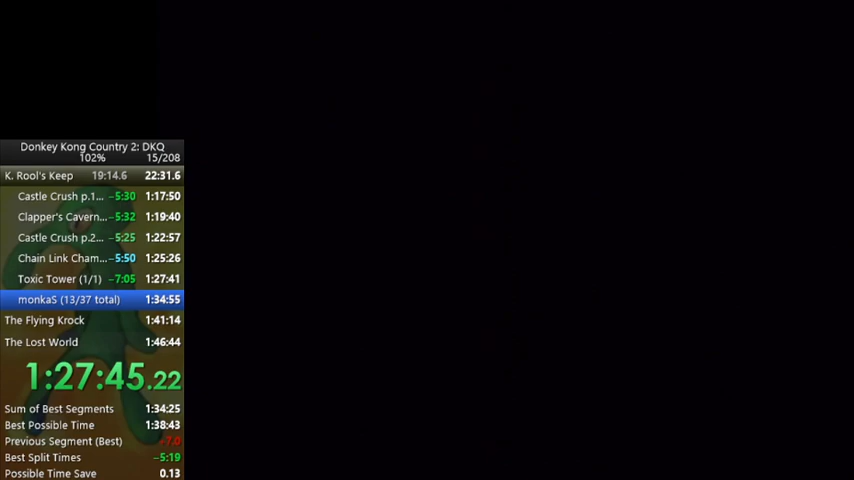 Donkey Kong Country 2: DKQ
102% 15/208
K. Rool's Keep 19:14.6 22:31.6
Castle Crush p.1... −5:30 1:17:50
Clapper's Cavern... −5:32 1:19:40
Castle Crush p.2... −5:25 1:22:57
Chain Link Cham... −5:50 1:25:26
Toxic Tower (1/1) −7:05 1:27:41
monkaS (13/37 total) 1:34:55
The Flying Krock 1:41:14
The Lost World 1:46:44
1:27:45.22
Sum of Best Segments 1:34:25
Best Possible Time 1:38:43
Previous Segment (Best) +7.0
Best Split Times −5:19
Possible Time Save 0.13